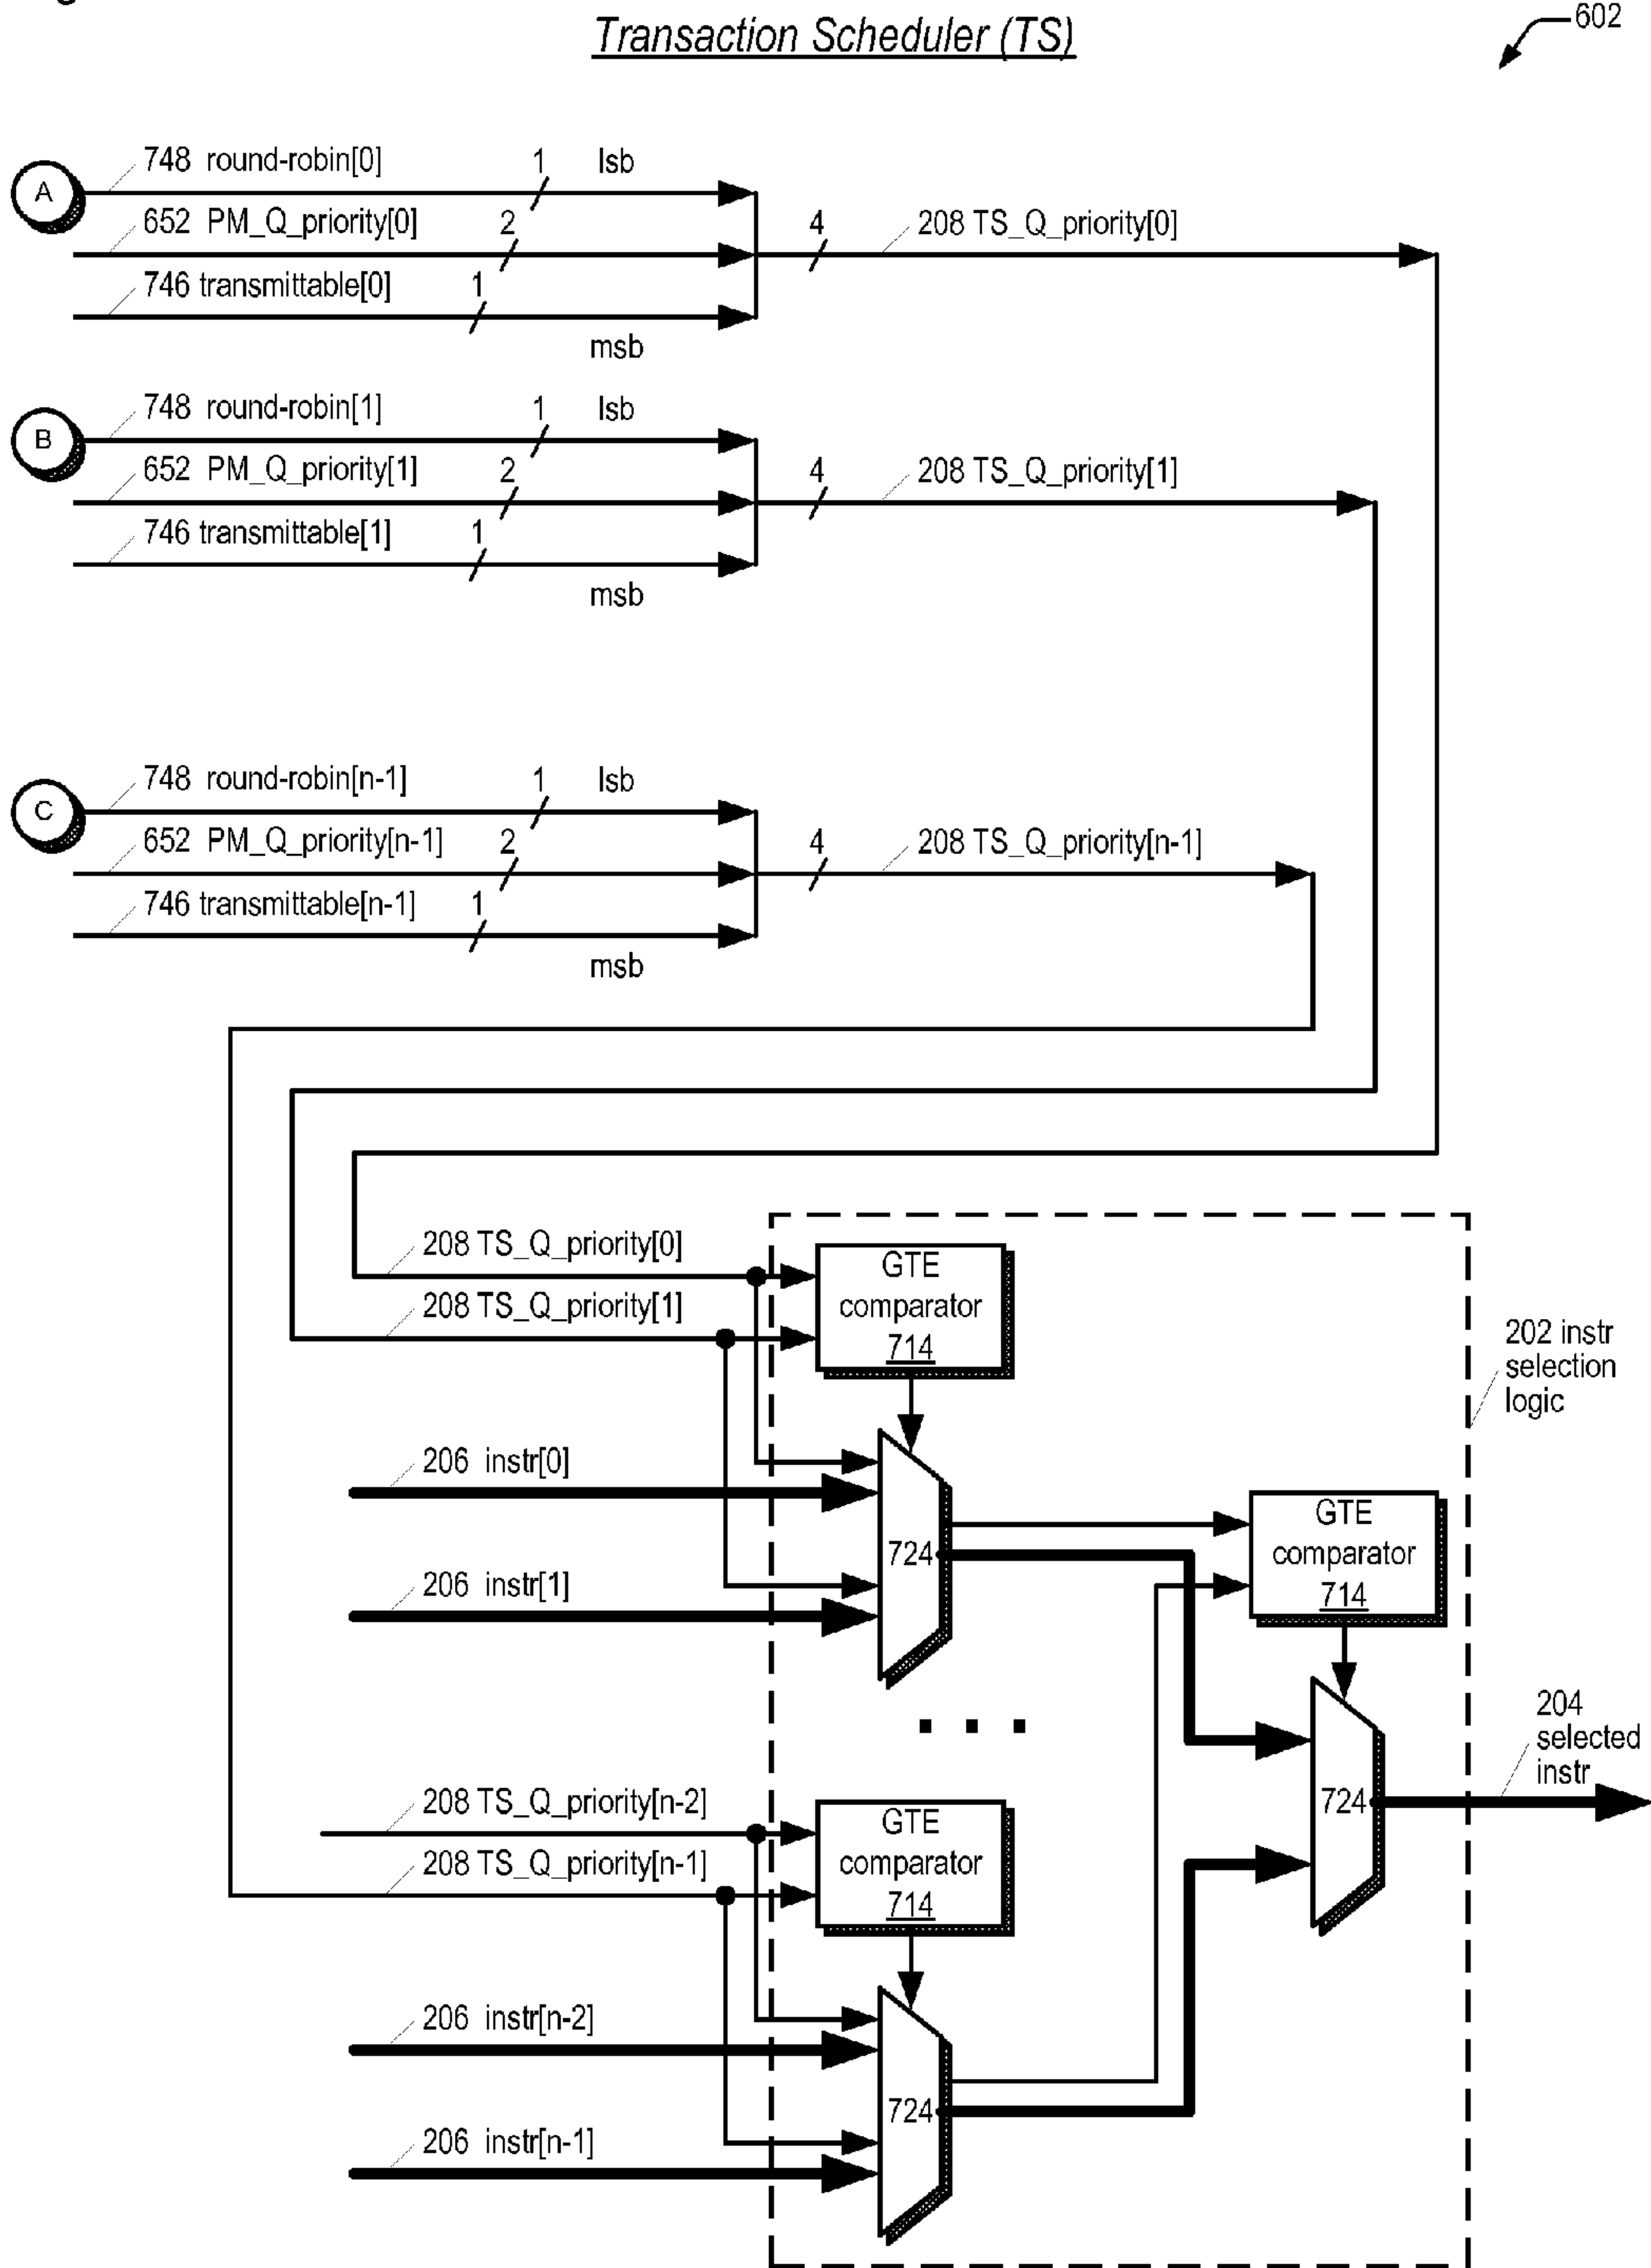 Transaction Scheduler (TS)
602
748 round-robin[0] 1 lsb
A
652 PM_Q_priority[0] 2 4 208 TS_Q_priority[0]
746 transmittable[0] 1
msb
748 round-robin[1] 1 lsb
B
652 PM_Q_priority[1] 2 4 208 TS_Q_priority[1]
746 transmittable[1] 1
msb
748 round-robin[n-1] 1 lsb
C
652 PM_Q_priority[n-1] 2 4 208 TS_Q_priority[n-1]
746 transmittable[n-1] 1
msb
208 TS_Q_priority[0]
208 TS_Q_priority[1]
GTE
comparator
714
202 instr
selection
logic
206 instr[0]
206 instr[1]
724
GTE
comparator
714
. . .
204
selected
instr
724
208 TS_Q_priority[n-2]
208 TS_Q_priority[n-1]
GTE
comparator
714
206 instr[n-2]
206 instr[n-1]
724